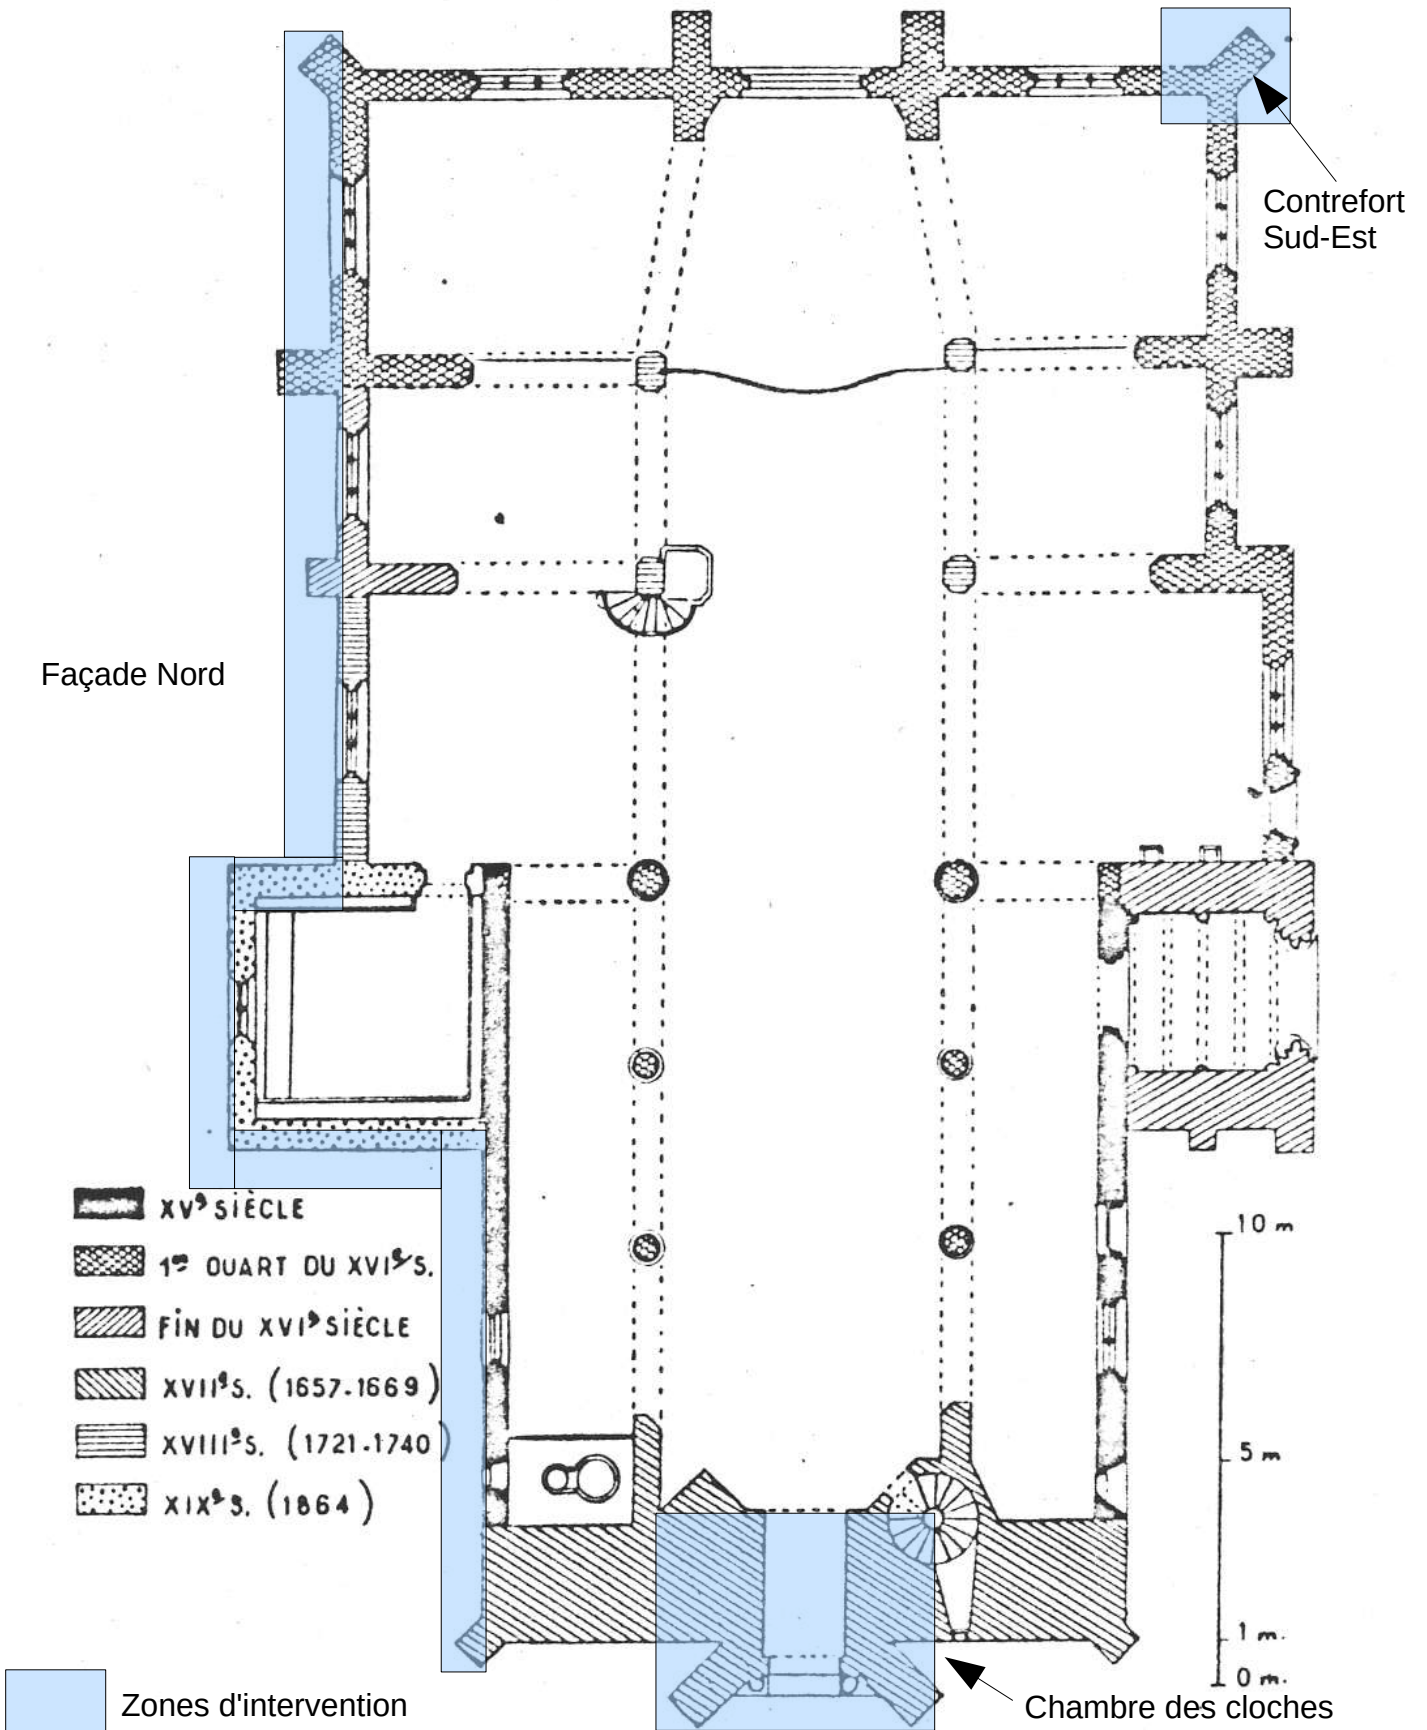 Contrefort
Sud-Est
Façade Nord
XVe SIÈCLE
1er QUART DU XVIe S.
FIN DU XVIe SIÈCLE
XVIIe S. (1657-1669)
XVIIIe S. (1721-1740)
XIXe S. (1864)
10 m
5 m
1 m.
0 m.
Zones d'intervention
Chambre des cloches